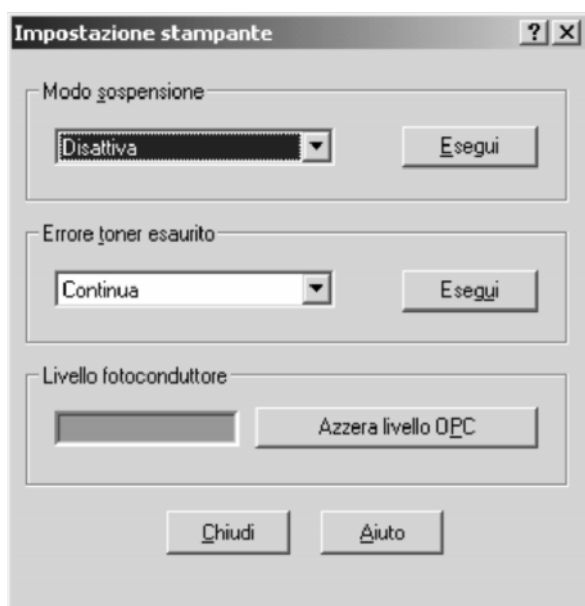 Impostazione stampante
Modo sospensione
Disattiva Esegui
Errore toner esaurito
Continua Esegui
Livello fotoconduttore
Azzera livello OPC
Chiudi Aiuto